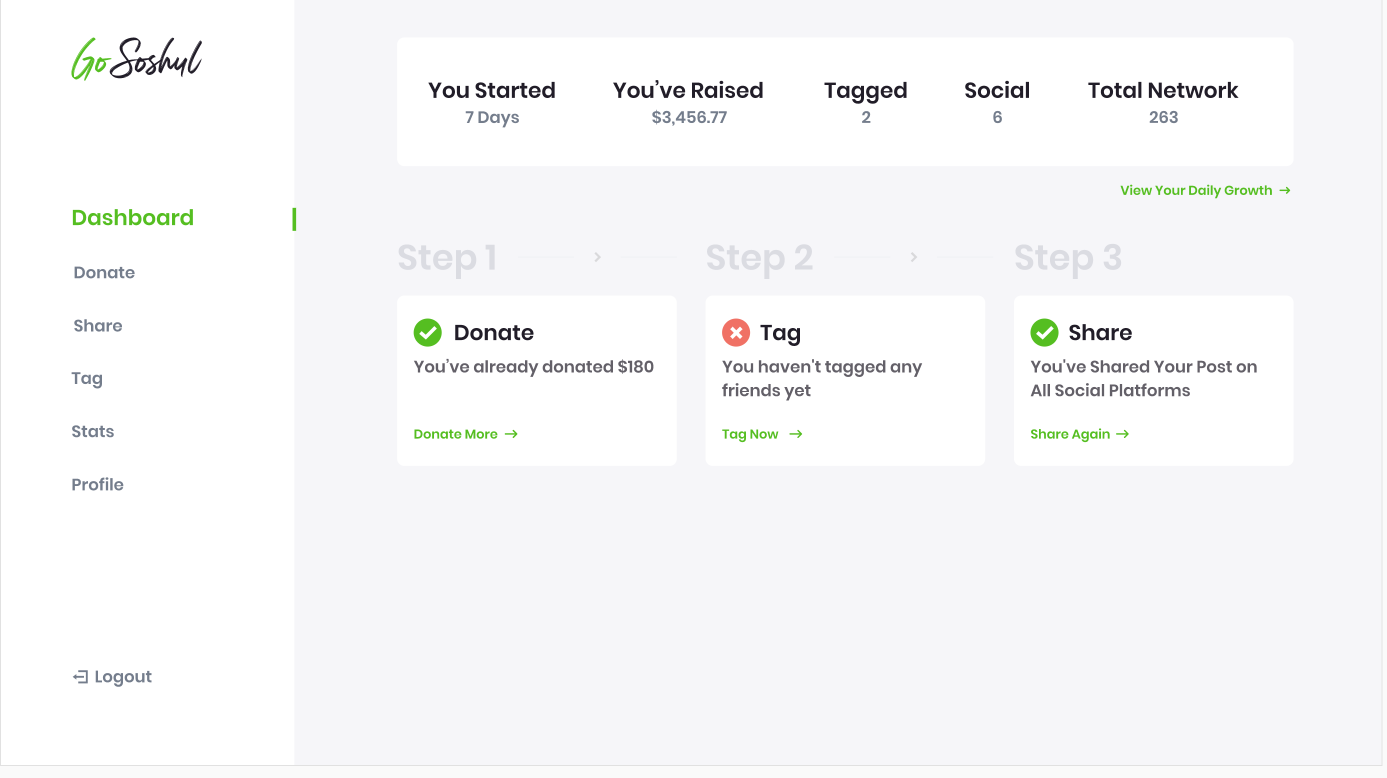 Go Soshul
Dashboard
Donate
Share
Tag
Stats
Profile
Logout
You Started
7 Days
You’ve Raised
$3,456.77
Tagged
2
Social
6
Total Network
263
View Your Daily Growth →
Step 1 >
Step 2 >
Step 3
Donate
You’ve already donated $180
Donate More →
Tag
You haven't tagged any
friends yet
Tag Now →
Share
You've Shared Your Post on
All Social Platforms
Share Again →